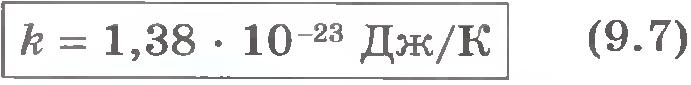 k = 1,38 · 10⁻²³ Дж/К (9.7)